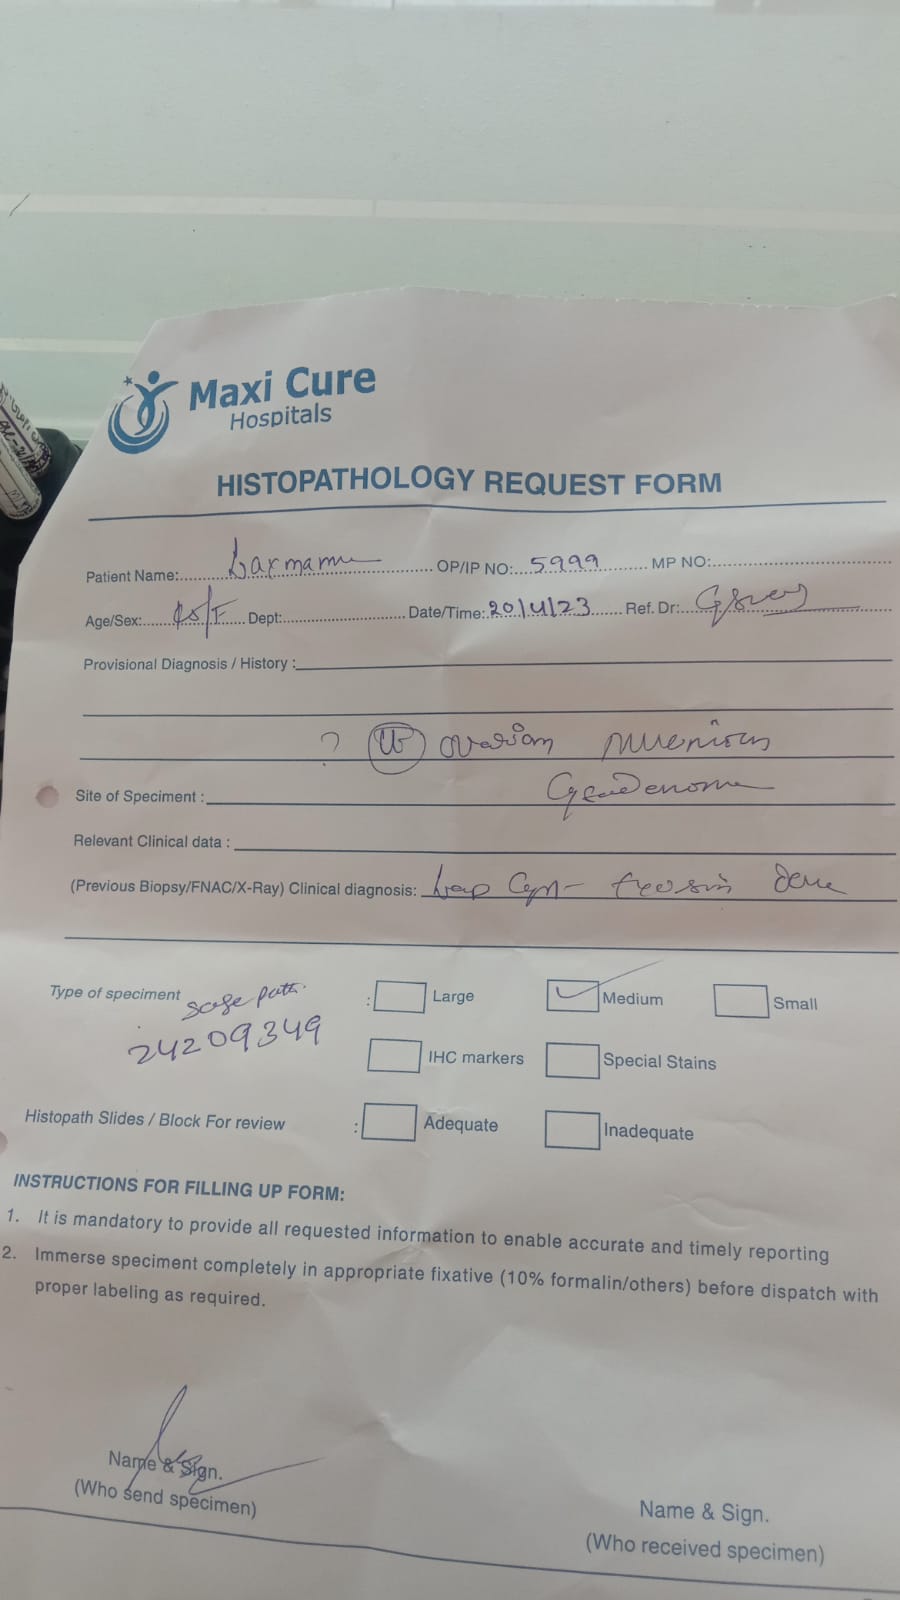 Maxi Cure
Hospitals
HISTOPATHOLOGY REQUEST FORM
Patient Name: OP/IP NO: 5999 MP NO:
Age/Sex: /F Dept: Date/Time: 20/4/23 Ref. Dr:
Provisional Diagnosis / History :
? ovarian
Site of Specimen :
Relevant Clinical data :
(Previous Biopsy/FNAC/X-Ray) Clinical diagnosis: Lap done
Type of speciment : Large Medium Small
sage path.
24209349
IHC markers Special Stains
Histopath Slides / Block For review : Adequate Inadequate
INSTRUCTIONS FOR FILLING UP FORM:
1. It is mandatory to provide all requested information to enable accurate and timely reporting
2. Immerse speciment completely in appropriate fixative (10% formalin/others) before dispatch with
proper labeling as required.
Name & Sign.
(Who send specimen)
Name & Sign.
(Who received specimen)